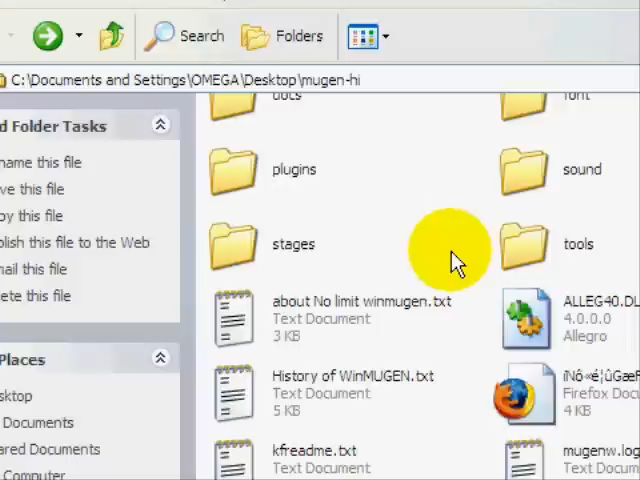 Search Folders
C:\Documents and Settings\OMEGA\Desktop\mugen-hi
d Folder Tasks
name this file
ve this file
py this file
blish this file to the Web
mail this file
lete this file
Places
sktop
Documents
ared Documents
Computer
docs font
plugins sound
stages tools
about No limit winmugen.txt
Text Document
3 KB
ALLEG40.DL
4.0.0.0
Allegro
History of WinMUGEN.txt
Text Document
5 KB
Firefox Docu
4 KB
kfreadme.txt
Text Document
mugenw.log
Text Docume